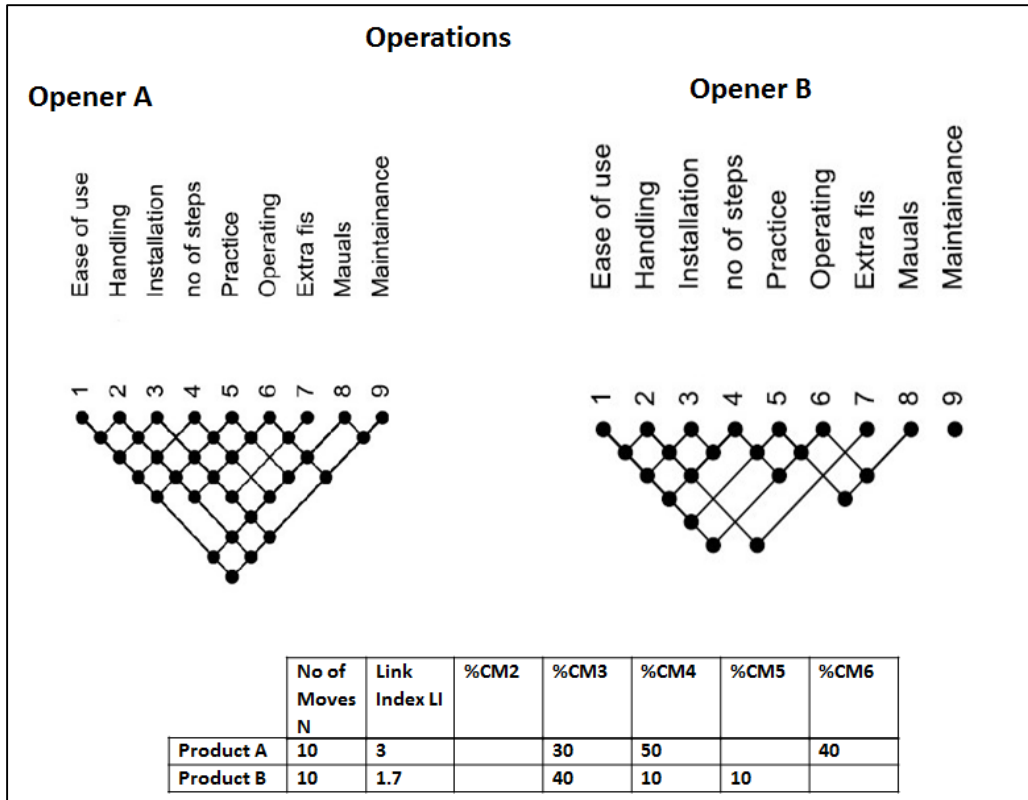 Operations
Opener A
Opener B
Ease of use
Handling
Installation
no of steps
Practice
Operating
Extra fis
Mauals
Maintainance
Ease of use
Handling
Installation
no of steps
Practice
Operating
Extra fis
Mauals
Maintainance
1 2 3 4 5 6 7 8 9
1 2 3 4 5 6 7 8 9
No of Moves N Link Index LI %CM2 %CM3 %CM4 %CM5 %CM6
Product A 10 3 30 50 40
Product B 10 1.7 40 10 10